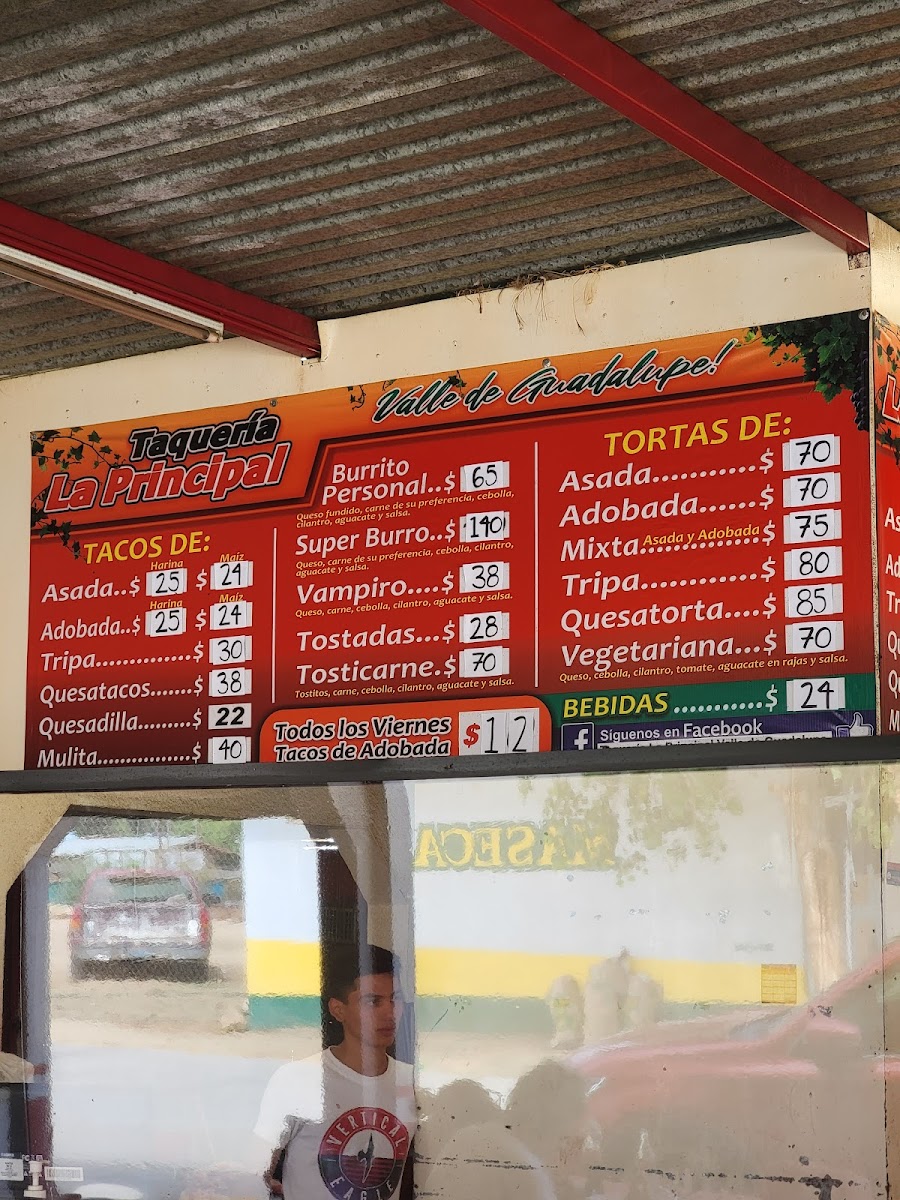 Valle de Guadalupe!
Taquería
La Principal
TACOS DE:
Harina Maíz
Asada..$ 25 $ 24
Harina Maíz
Adobada..$ 25 $ 24
Tripa...............$ 30
Quesatacos.......$ 38
Quesadilla.........$ 22
Mulita...............$ 40
Burrito
Personal..$ 65
Queso fundido, carne de su preferencia, cebolla,
cilantro, aguacate y salsa.
Super Burro..$ 140
Queso, carne de su preferencia, cebolla, cilantro,
aguacate y salsa.
Vampiro....$ 38
Queso, carne, cebolla, cilantro, aguacate y salsa.
Tostadas...$ 28
Tosticarne.$ 70
Tostitos, carne, cebolla, cilantro, aguacate y salsa.
Todos los Viernes
Tacos de Adobada $12
TORTAS DE:
Asada...........$ 70
Adobada......$ 70
Mixta Asada y Adobada $ 75
Tripa.............$ 80
Quesatorta....$ 85
Vegetariana...$ 70
Queso, cebolla, cilantro, tomate, aguacate en rajas y salsa.
BEBIDAS ...........$ 24
f Síguenos en Facebook
MASECA
VERTICAL
EAGLE